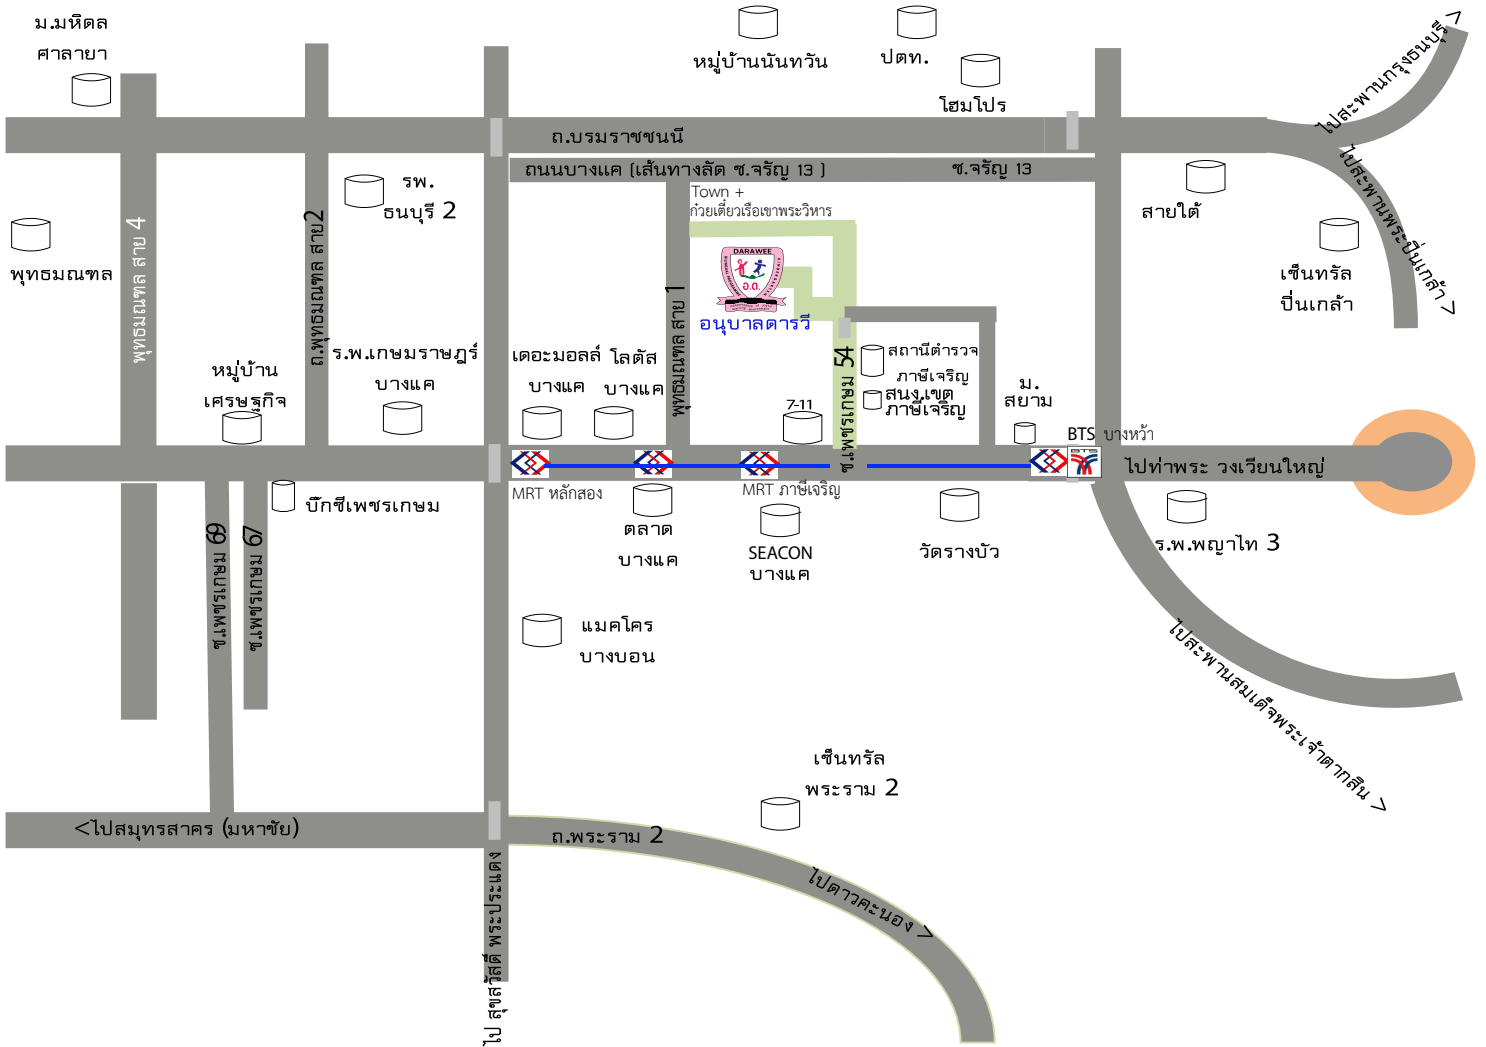 ม.มหิดล
ศาลายา
หมู่บ้านนันทวัน
ปตท.
โฮมโปร
ไปสะพานกรุงธนบุรี >
ถ.บรมราชชนนี
ถนนบางแค (เส้นทางลัด ซ.จรัญ 13 )
ซ.จรัญ 13
ไปสะพานพระปิ่นเกล้า >
รพ.
ธนบุรี 2
Town +
ก๋วยเตี๋ยวเรือเขาพระวิหาร
สายใต้
พุทธมณฑล
พุทธมณฑล สาย 4
ถ.พุทธมณฑล สาย2
พุทธมณฑล สาย 1
DARAWEE
อ.ด.
อนุบาลดารวี
เซ็นทรัล
ปิ่นเกล้า
หมู่บ้าน
เศรษฐกิจ
ร.พ.เกษมราษฎร์
บางแค
เดอะมอลล์
บางแค
โลตัส
บางแค
7-11
ซ.เพชรเกษม 54
สถานีตำรวจ
ภาษีเจริญ
สนง.เขต
ภาษีเจริญ
ม.
สยาม
BTS บางหว้า
BTS
ไปท่าพระ วงเวียนใหญ่
MRT หลักสอง
MRT ภาษีเจริญ
บิ๊กซีเพชรเกษม
ซ.เพชรเกษม 69
ซ.เพชรเกษม 67
ตลาด
บางแค
SEACON
บางแค
วัดรางบัว
ร.พ.พญาไท 3
แมคโคร
บางบอน
ไปสะพานสมเด็จพระเจ้าตากสิน >
เซ็นทรัล
พระราม 2
<ไปสมุทรสาคร (มหาชัย)
ถ.พระราม 2
ไปดาวคะนอง >
ไป สุขสวัสดิ์ พระประแดง